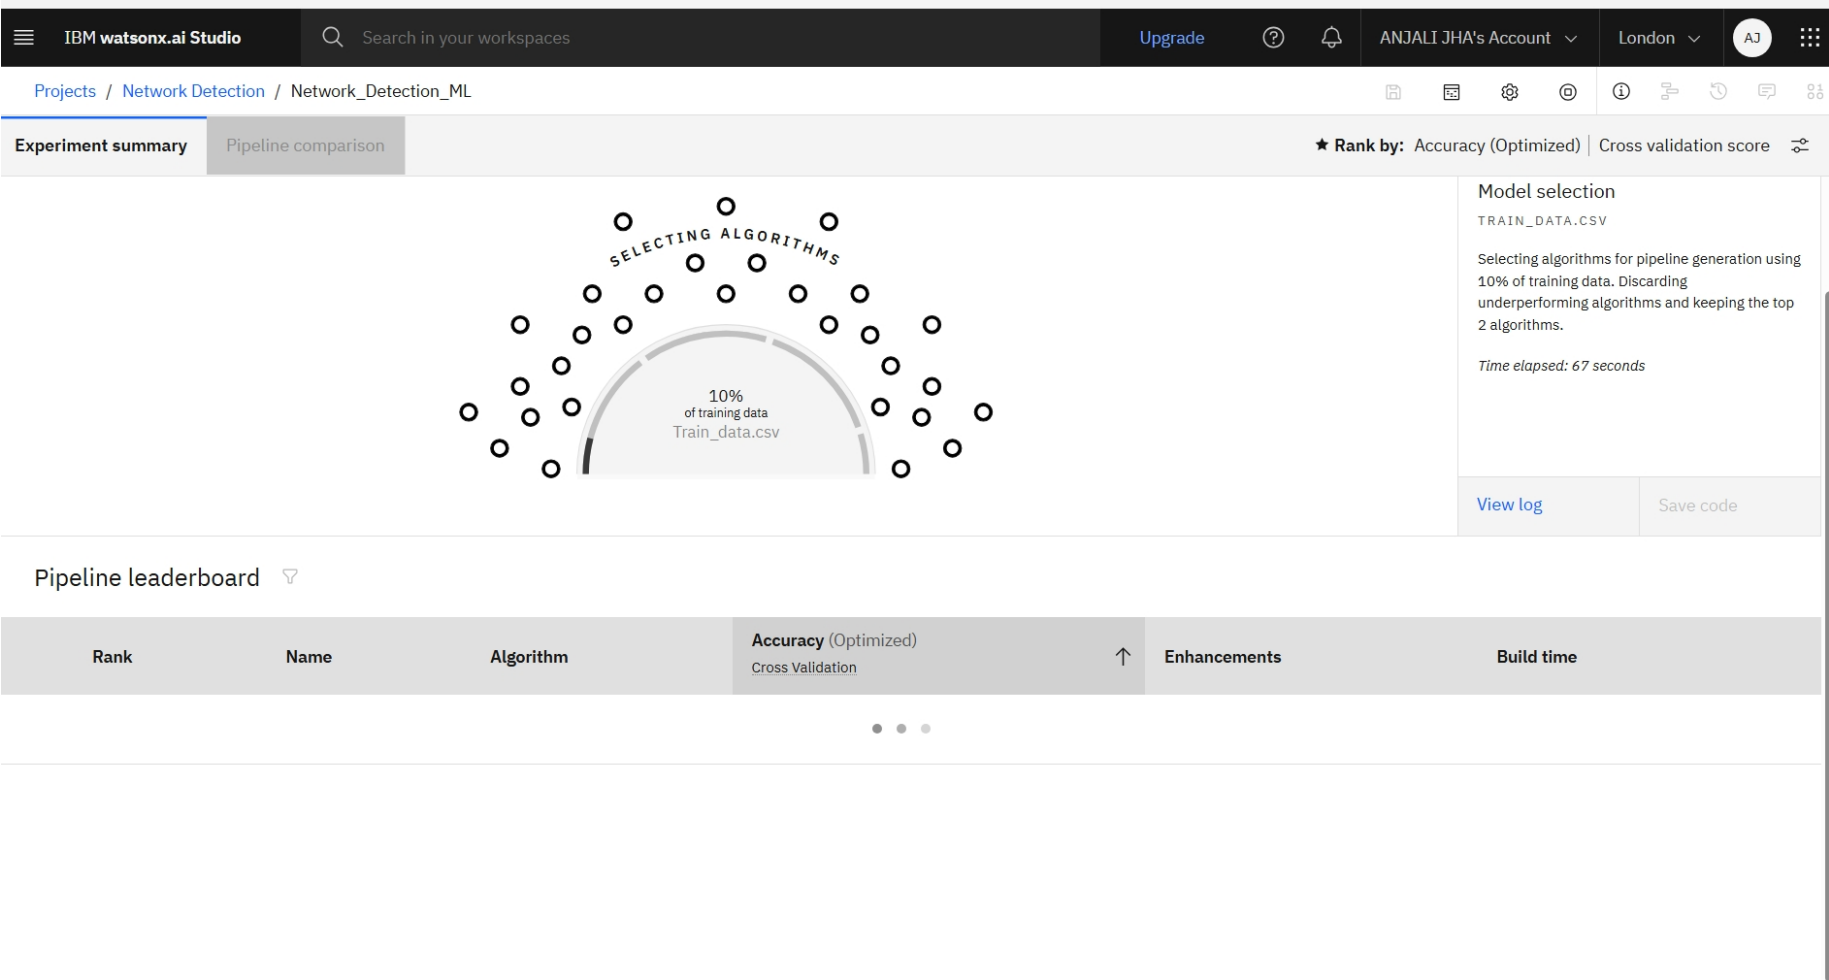 IBM watsonx.ai Studio
Search in your workspaces
Upgrade
ANJALI JHA's Account
London
AJ
Projects / Network Detection / Network_Detection_ML
Experiment summary
Pipeline comparison
★ Rank by: Accuracy (Optimized) | Cross validation score
SELECTING ALGORITHMS
10%
of training data
Train_data.csv
Model selection
TRAIN_DATA.CSV
Selecting algorithms for pipeline generation using
10% of training data. Discarding
underperforming algorithms and keeping the top
2 algorithms.
Time elapsed: 67 seconds
View log
Save code
Pipeline leaderboard
Rank
Name
Algorithm
Accuracy (Optimized)
Cross Validation
Enhancements
Build time